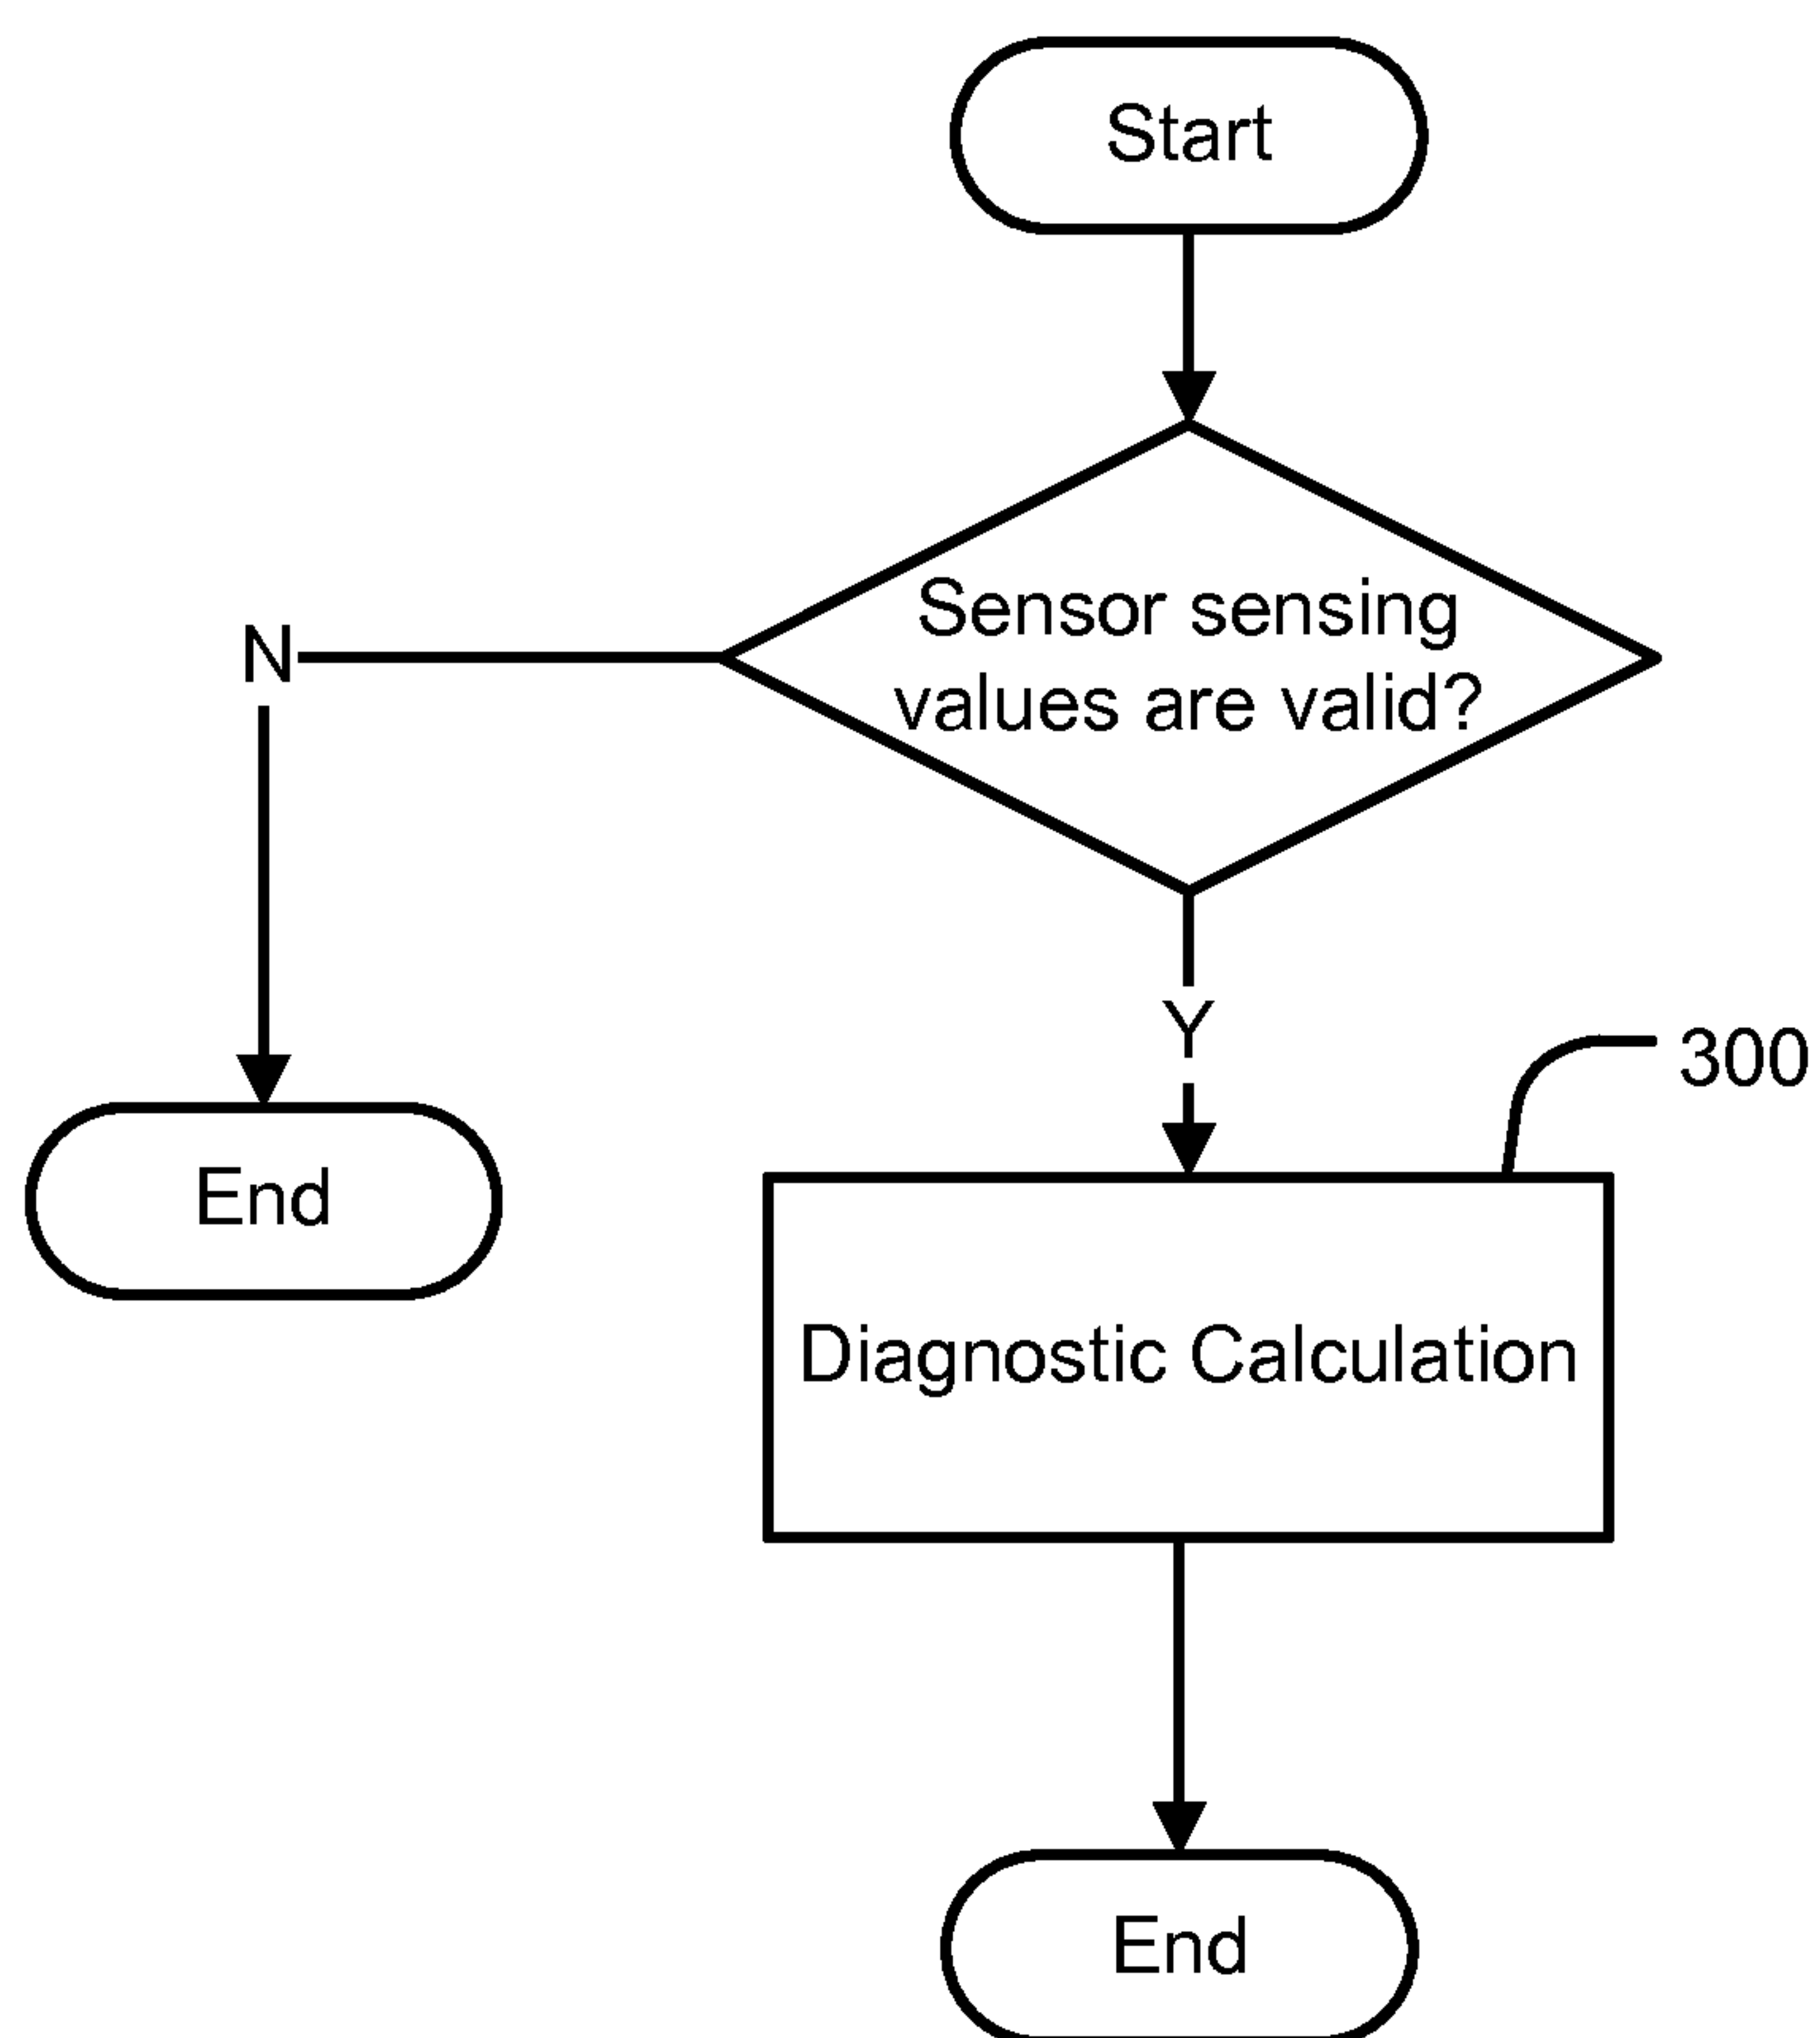 Start
Sensor sensing
values are valid?
N
Y
300
End
Diagnostic Calculation
End